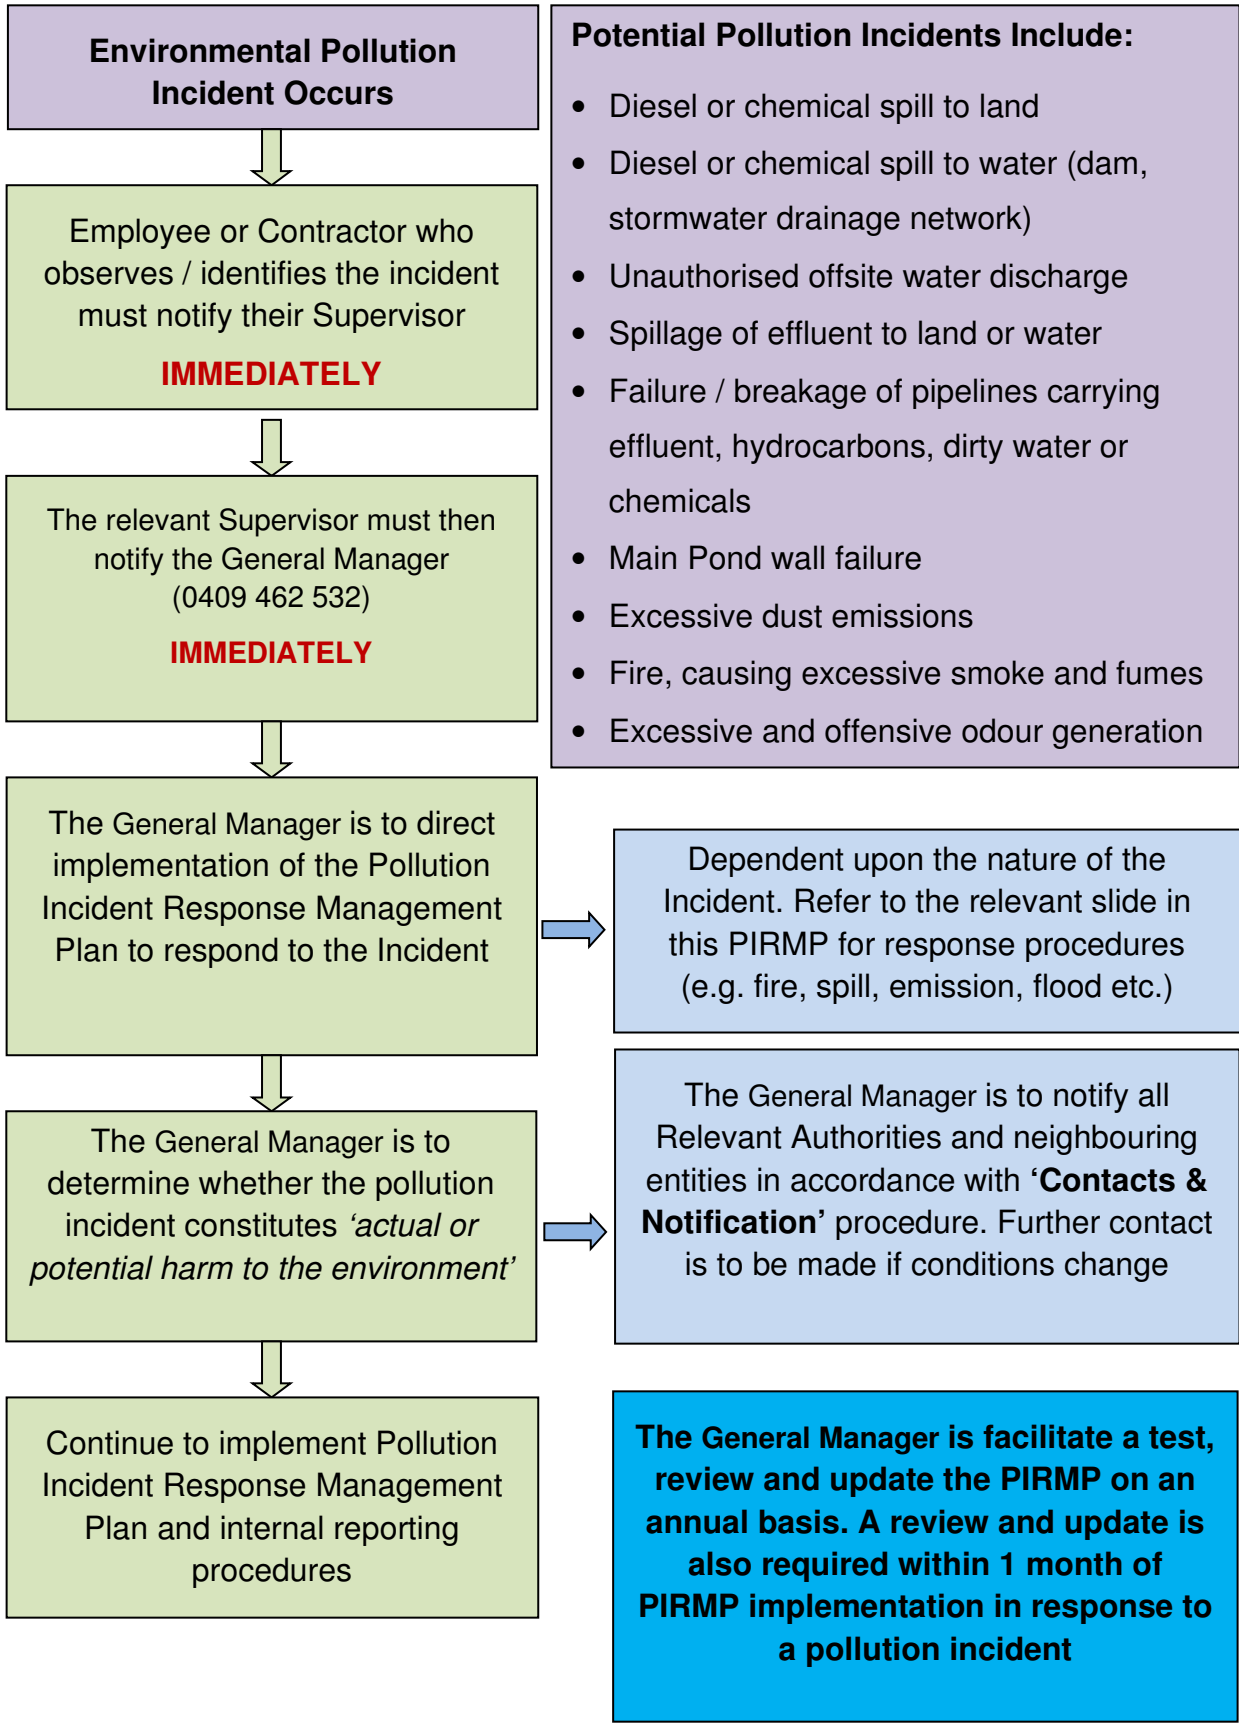 Environmental Pollution
Incident Occurs
Employee or Contractor who
observes / identifies the incident
must notify their Supervisor
IMMEDIATELY
The relevant Supervisor must then
notify the General Manager
(0409 462 532)
IMMEDIATELY
The General Manager is to direct
implementation of the Pollution
Incident Response Management
Plan to respond to the Incident
The General Manager is to
determine whether the pollution
incident constitutes ‘actual or
potential harm to the environment’
Continue to implement Pollution
Incident Response Management
Plan and internal reporting
procedures
Potential Pollution Incidents Include:
• Diesel or chemical spill to land
• Diesel or chemical spill to water (dam,
stormwater drainage network)
• Unauthorised offsite water discharge
• Spillage of effluent to land or water
• Failure / breakage of pipelines carrying
effluent, hydrocarbons, dirty water or
chemicals
• Main Pond wall failure
• Excessive dust emissions
• Fire, causing excessive smoke and fumes
• Excessive and offensive odour generation
Dependent upon the nature of the
Incident. Refer to the relevant slide in
this PIRMP for response procedures
(e.g. fire, spill, emission, flood etc.)
The General Manager is to notify all
Relevant Authorities and neighbouring
entities in accordance with ‘Contacts &
Notification’ procedure. Further contact
is to be made if conditions change
The General Manager is facilitate a test,
review and update the PIRMP on an
annual basis. A review and update is
also required within 1 month of
PIRMP implementation in response to
a pollution incident